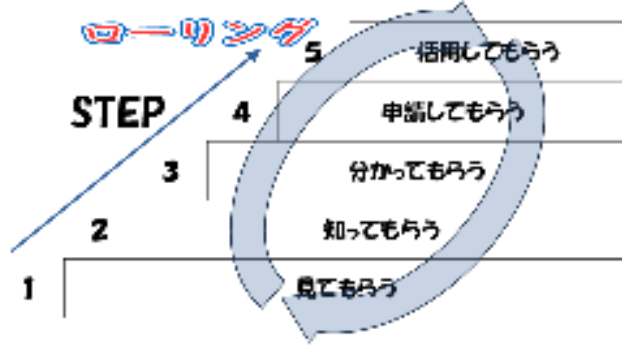 ローリング
5 活用してもらう
STEP
4 申請してもらう
3 分かってもらう
2 知ってもらう
1 見てもらう